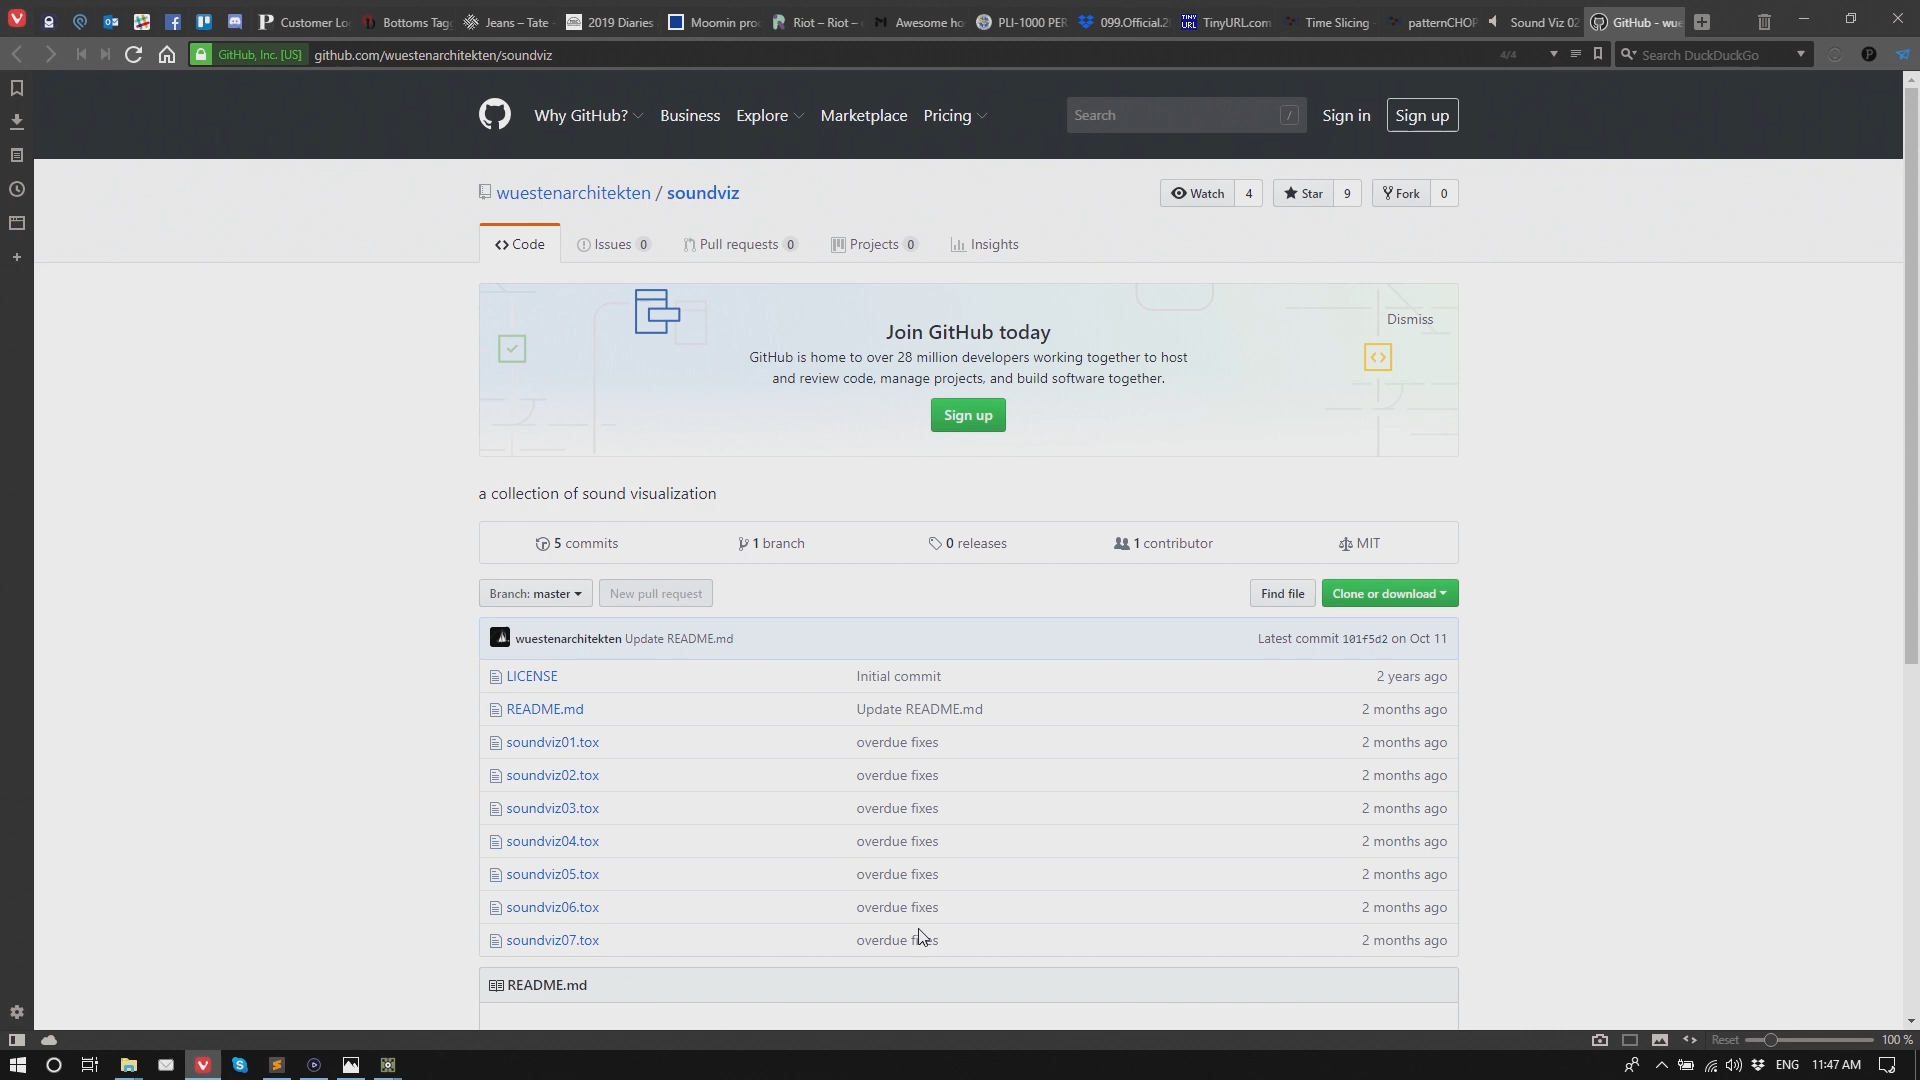 Customer Lo
Bottoms Tag
Jeans – Tate
2019 Diaries
Moomin pro
Riot – Riot –
Awesome ho
PLI-1000 PER
099.Official.2
TINY URL
TinyURL.com
Time Slicing
patternCHOP
Sound Viz 02
GitHub - wue
GitHub, Inc. [US]
github.com/wuestenarchitekten/soundviz
4/4
Search DuckDuckGo
Why GitHub?
Business
Explore
Marketplace
Pricing
Search /
Sign in
Sign up
wuestenarchitekten / soundviz
Watch 4
Star 9
Fork 0
Code
Issues 0
Pull requests 0
Projects 0
Insights
Dismiss
Join GitHub today
GitHub is home to over 28 million developers working together to host
and review code, manage projects, and build software together.
Sign up
a collection of sound visualization
5 commits
1 branch
0 releases
1 contributor
MIT
Branch: master
New pull request
Find file
Clone or download
wuestenarchitekten Update README.md
Latest commit 101f5d2 on Oct 11
LICENSE Initial commit 2 years ago
README.md Update README.md 2 months ago
soundviz01.tox overdue fixes 2 months ago
soundviz02.tox overdue fixes 2 months ago
soundviz03.tox overdue fixes 2 months ago
soundviz04.tox overdue fixes 2 months ago
soundviz05.tox overdue fixes 2 months ago
soundviz06.tox overdue fixes 2 months ago
soundviz07.tox overdue fixes 2 months ago
README.md
Reset
100 %
ENG
11:47 AM